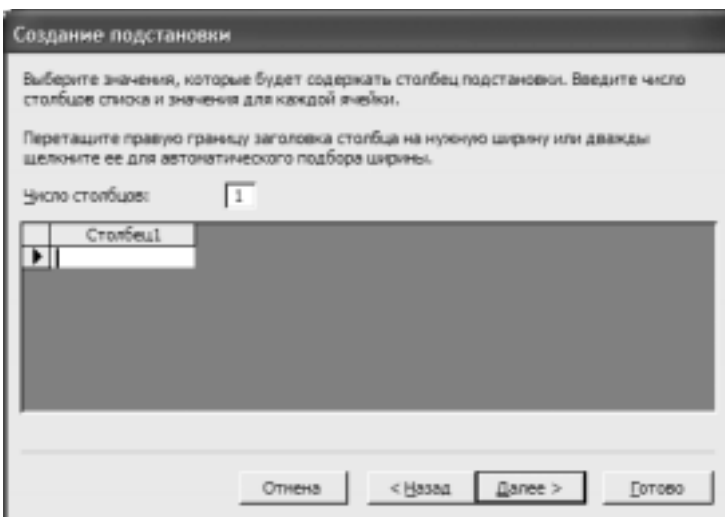 Создание подстановки
Выберите значения, которые будет содержать столбец подстановки. Введите число
столбцов списка и значения для каждой ячейки.
Перетащите правую границу заголовка столбца на нужную ширину или дважды
щелкните ее для автоматического подбора ширины.
Число столбцов: 1
Столбец1
Отмена < Назад Далее > Готово